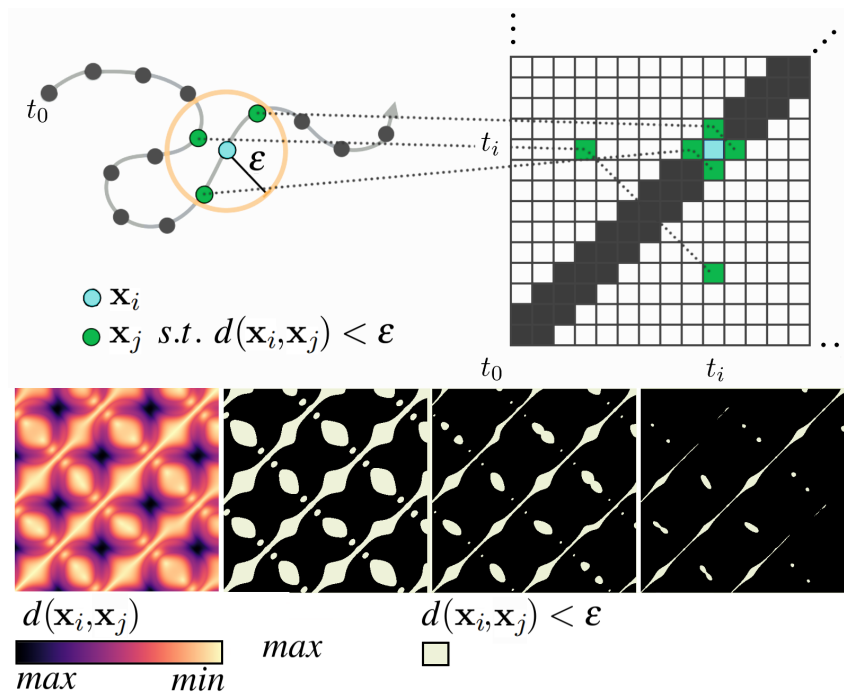 t₀
ε
tᵢ
𝐱ᵢ
𝐱ⱼ s.t. d(𝐱ᵢ,𝐱ⱼ) < ε
t₀ tᵢ
d(𝐱ᵢ,𝐱ⱼ) d(𝐱ᵢ,𝐱ⱼ) < ε
max
max min